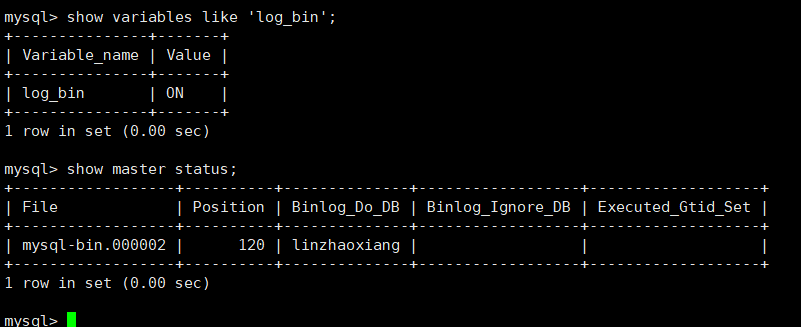 mysql> show variables like 'log_bin';
+---------------+-------+
| Variable_name | Value |
+---------------+-------+
| log_bin       | ON    |
+---------------+-------+
1 row in set (0.00 sec)

mysql> show master status;
+------------------+----------+--------------+------------------+-------------------+
| File             | Position | Binlog_Do_DB | Binlog_Ignore_DB | Executed_Gtid_Set |
+------------------+----------+--------------+------------------+-------------------+
| mysql-bin.000002 |      120 | linzhaoxiang |                  |                   |
+------------------+----------+--------------+------------------+-------------------+
1 row in set (0.00 sec)

mysql>